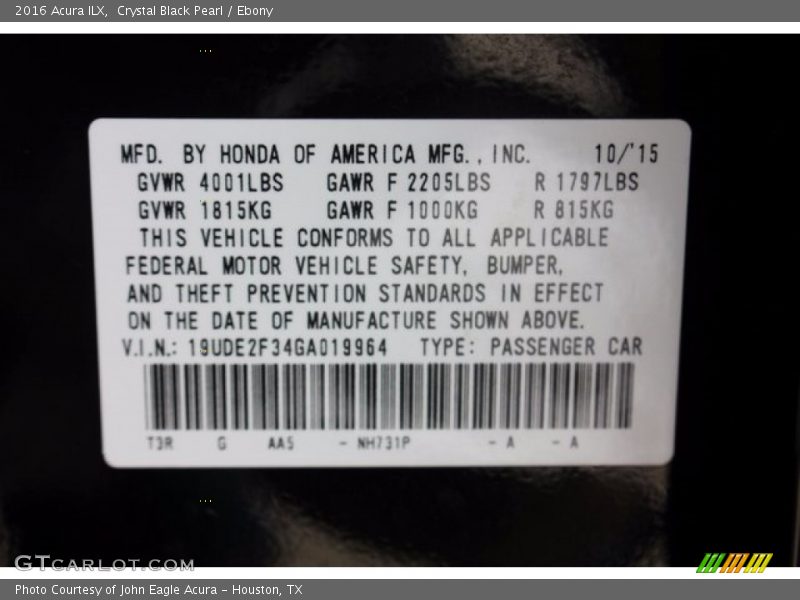 2016 Acura ILX,  Crystal Black Pearl / Ebony
MFD. BY HONDA OF AMERICA MFG., INC. 10/'15
GVWR 4001LBS GAWR F 2205LBS R 1797LBS
GVWR 1815KG GAWR F 1000KG R 815KG
THIS VEHICLE CONFORMS TO ALL APPLICABLE
FEDERAL MOTOR VEHICLE SAFETY, BUMPER,
AND THEFT PREVENTION STANDARDS IN EFFECT
ON THE DATE OF MANUFACTURE SHOWN ABOVE.
V.I.N.: 19UDE2F34GA019964 TYPE: PASSENGER CAR
T3R G AA5 - NH731P - A - A
GTCARLOT.COM
Photo Courtesy of John Eagle Acura - Houston, TX